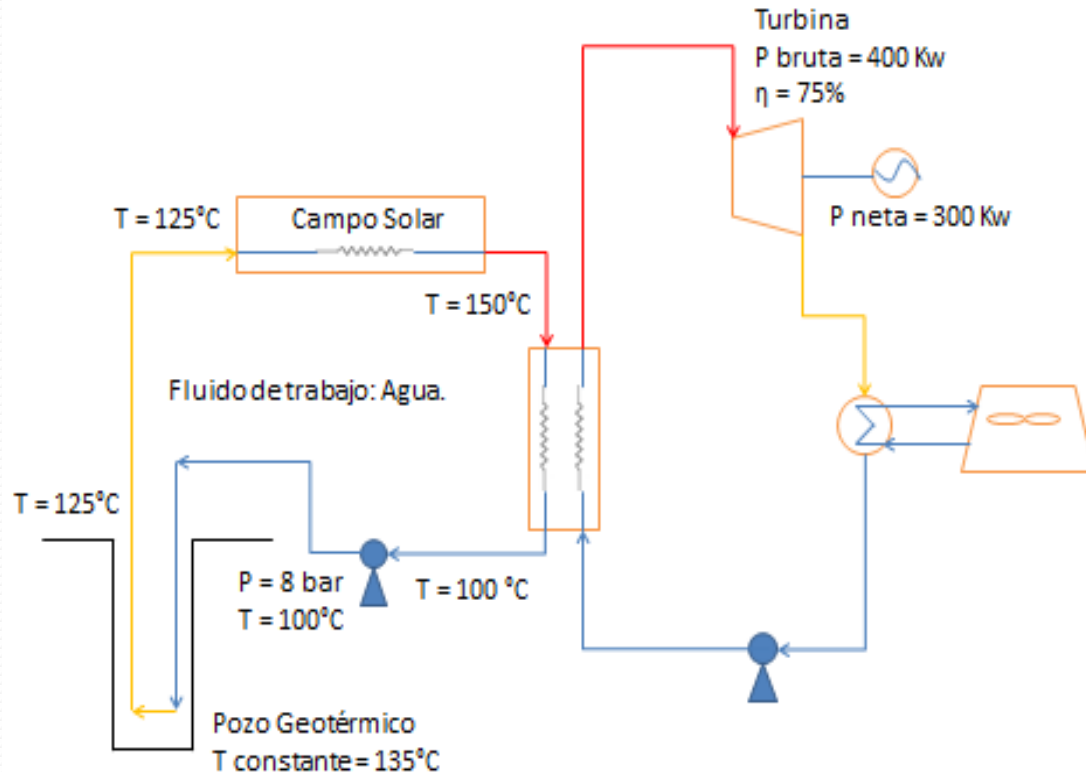 Turbina
P bruta = 400 Kw
η = 75%
P neta = 300 Kw
T = 125°C
Campo Solar
T = 150°C
Fluido de trabajo: Agua.
T = 125°C
P = 8 bar
T = 100°C
T = 100 °C
Pozo Geotérmico
T constante = 135°C